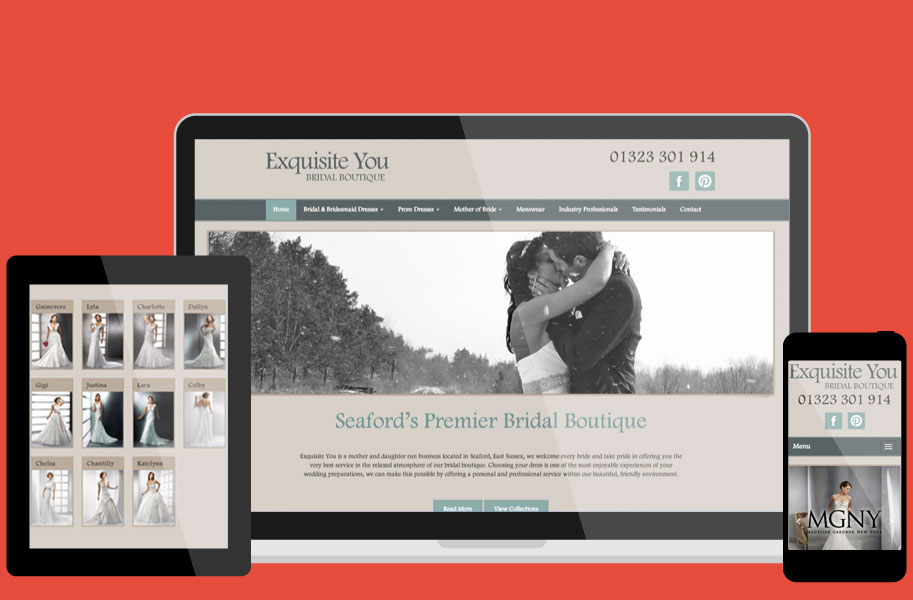 Exquisite You
BRIDAL BOUTIQUE
01323 301 914
Home Bridal & Bridesmaid Dresses Prom Dresses Mother of Bride Menswear Industry Professionals Testimonials Contact
Seaford's Premier Bridal Boutique
Exquisite You is a mother and daughter run business located in Seaford, East Sussex, we welcome every bride and take pride in offering you the
very best service in the relaxed atmosphere of our bridal boutique. Choosing your dress is one of the most enjoyable experiences of your
wedding preparations, we can make this possible by offering a personal and professional service within our beautiful, friendly environment.
Read More View Collections
Guinevere Lyla Charlotte Dallyn
Gigi Justina Lara Colby
Chelsa Chantilly Katelynn
Exquisite You
BRIDAL BOUTIQUE
01323 301 914
Menu
MGNY
MADELINE GARDNER NEW YORK